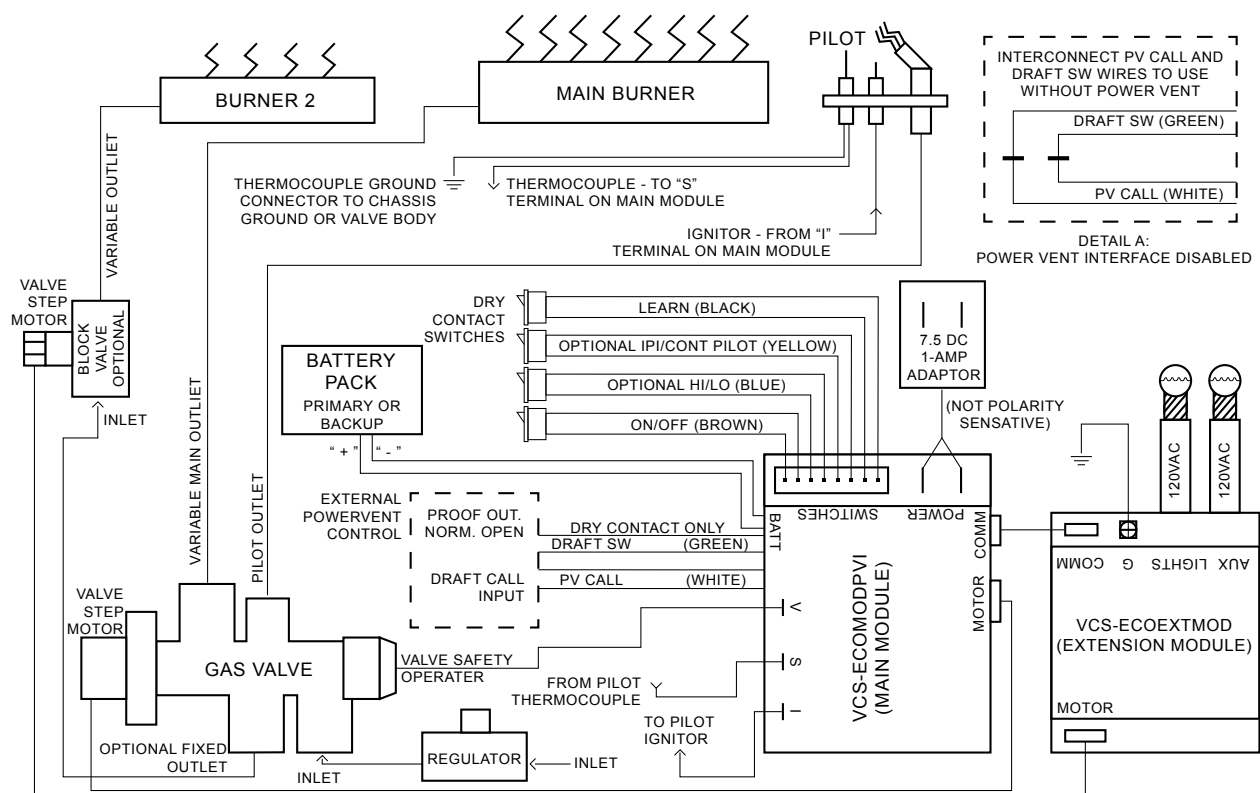 PILOT
BURNER 2
MAIN BURNER
INTERCONNECT PV CALL AND
DRAFT SW WIRES TO USE
WITHOUT POWER VENT
DRAFT SW (GREEN)
PV CALL (WHITE)
DETAIL A:
POWER VENT INTERFACE DISABLED
VARIABLE OUTLIET
THERMOCOUPLE GROUND
CONNECTOR TO CHASSIS
GROUND OR VALVE BODY
THERMOCOUPLE - TO “S”
TERMINAL ON MAIN MODULE
IGNITOR - FROM “I”
TERMINAL ON MAIN MODULE
VALVE
STEP
MOTOR
BLOCK
VALVE
OPTIONAL
INLET
DRY
CONTACT
SWITCHES
LEARN (BLACK)
OPTIONAL IPI/CONT PILOT (YELLOW)
OPTIONAL HI/LO (BLUE)
ON/OFF (BROWN)
7.5 DC
1-AMP
ADAPTOR
(NOT POLARITY
SENSATIVE)
BATTERY
PACK
PRIMARY OR
BACKUP
“ + ” “ - ”
120VAC
120VAC
VARIABLE MAIN OUTLIET
PILOT OUTLET
EXTERNAL
POWERVENT
CONTROL
PROOF OUT.
NORM. OPEN
DRAFT CALL
INPUT
DRY CONTACT ONLY
DRAFT SW (GREEN)
PV CALL (WHITE)
BATT
SWITCHES
POWER
COMM
MOTOR
V
S
I
VCS-ECOMODPVI
(MAIN MODULE)
COMM
G
LIGHTS
AUX
VCS-ECOEXTMOD
(EXTENSION MODULE)
MOTOR
VALVE
STEP
MOTOR
GAS VALVE
VALVE SAFETY
OPERATER
FROM PILOT
THERMOCOUPLE
TO PILOT
IGNITOR
OPTIONAL FIXED
OUTLET
INLET
REGULATOR
INLET